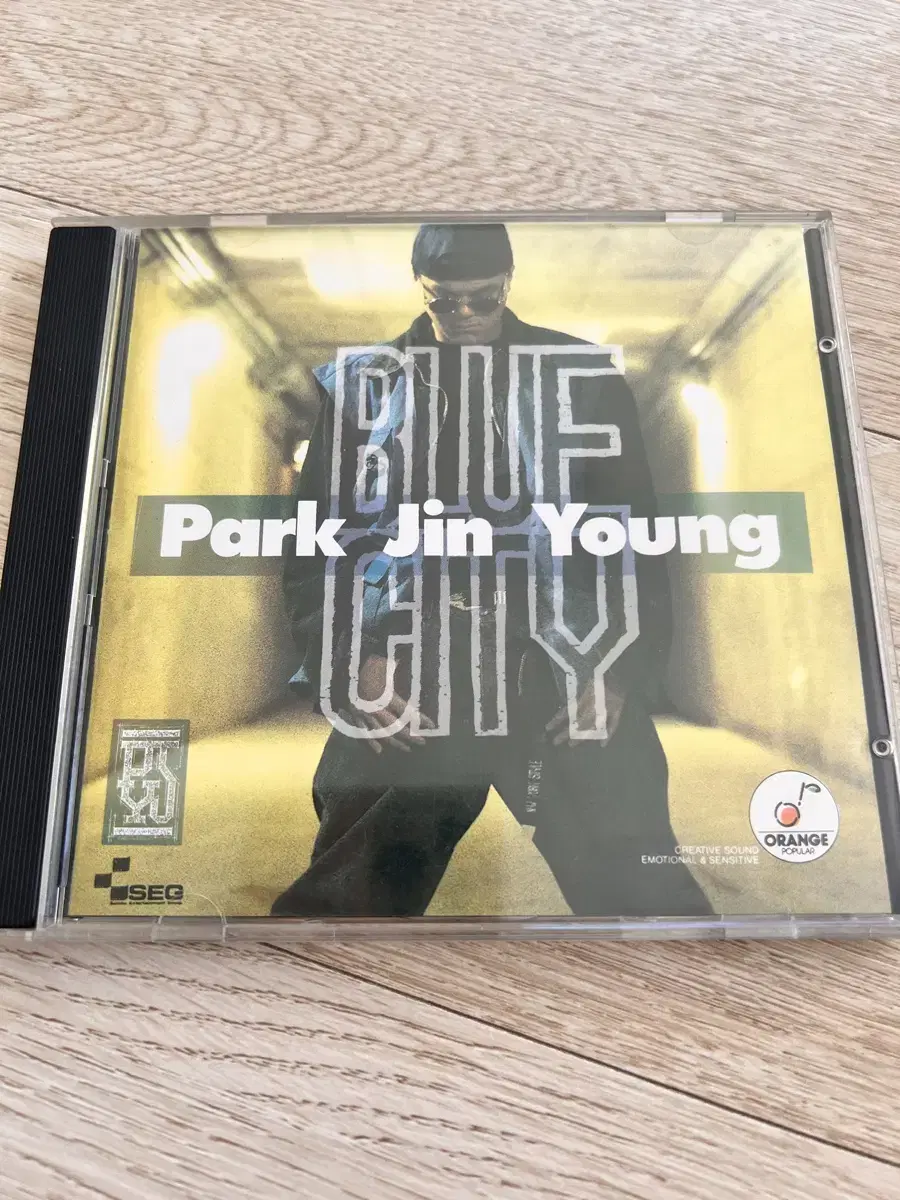 BLUE
Park Jin Young
CITY
SEG
CREATIVE SOUND
EMOTIONAL & SENSITIVE
ORANGE
POPULAR